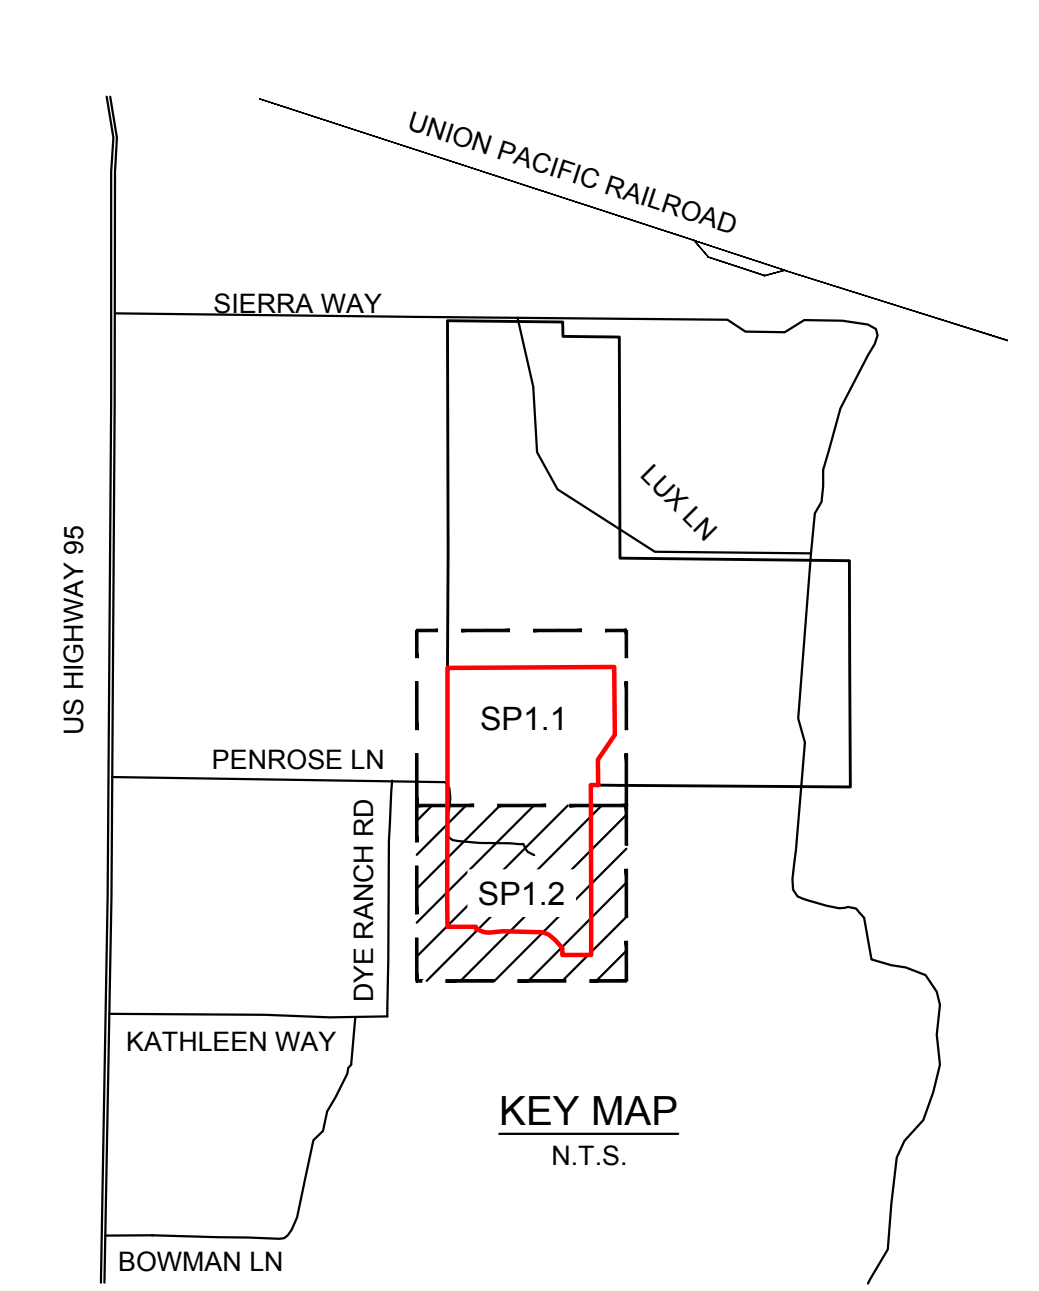 UNION PACIFIC RAILROAD
SIERRA WAY
LUX LN
US HIGHWAY 95
SP1.1
PENROSE LN
DYE RANCH RD
SP1.2
KATHLEEN WAY
KEY MAP
N.T.S.
BOWMAN LN